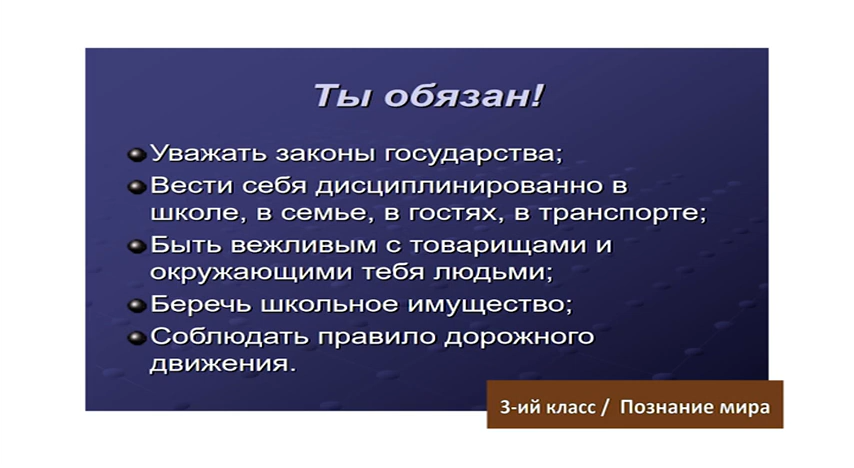 Ты обязан!
Уважать законы государства;
Вести себя дисциплинированно в
школе, в семье, в гостях, в транспорте;
Быть вежливым с товарищами и
окружающими тебя людьми;
Беречь школьное имущество;
Соблюдать правило дорожного
движения.
3-ий класс / Познание мира